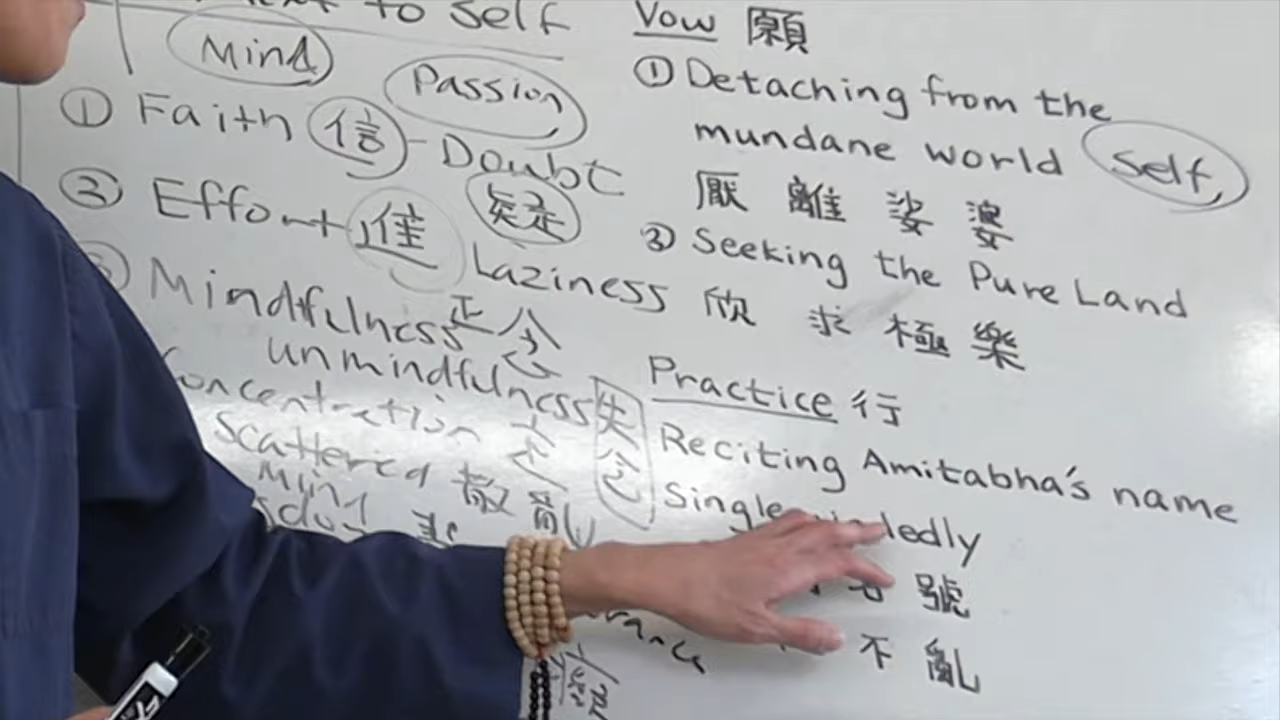 to Self
Mind
Passion
① Faith 信 - Doubt
疑
② Effort 進 Laziness
Mindfulness 正念
unmindfulness 失念
Concentration 定
Scattered 散亂
Mind
Vow 願
① Detaching from the
mundane world Self
厭 離 娑 婆
② Seeking the Pure Land
欣 求 極 樂
Practice 行
Reciting Amitabha's name
號
不 亂